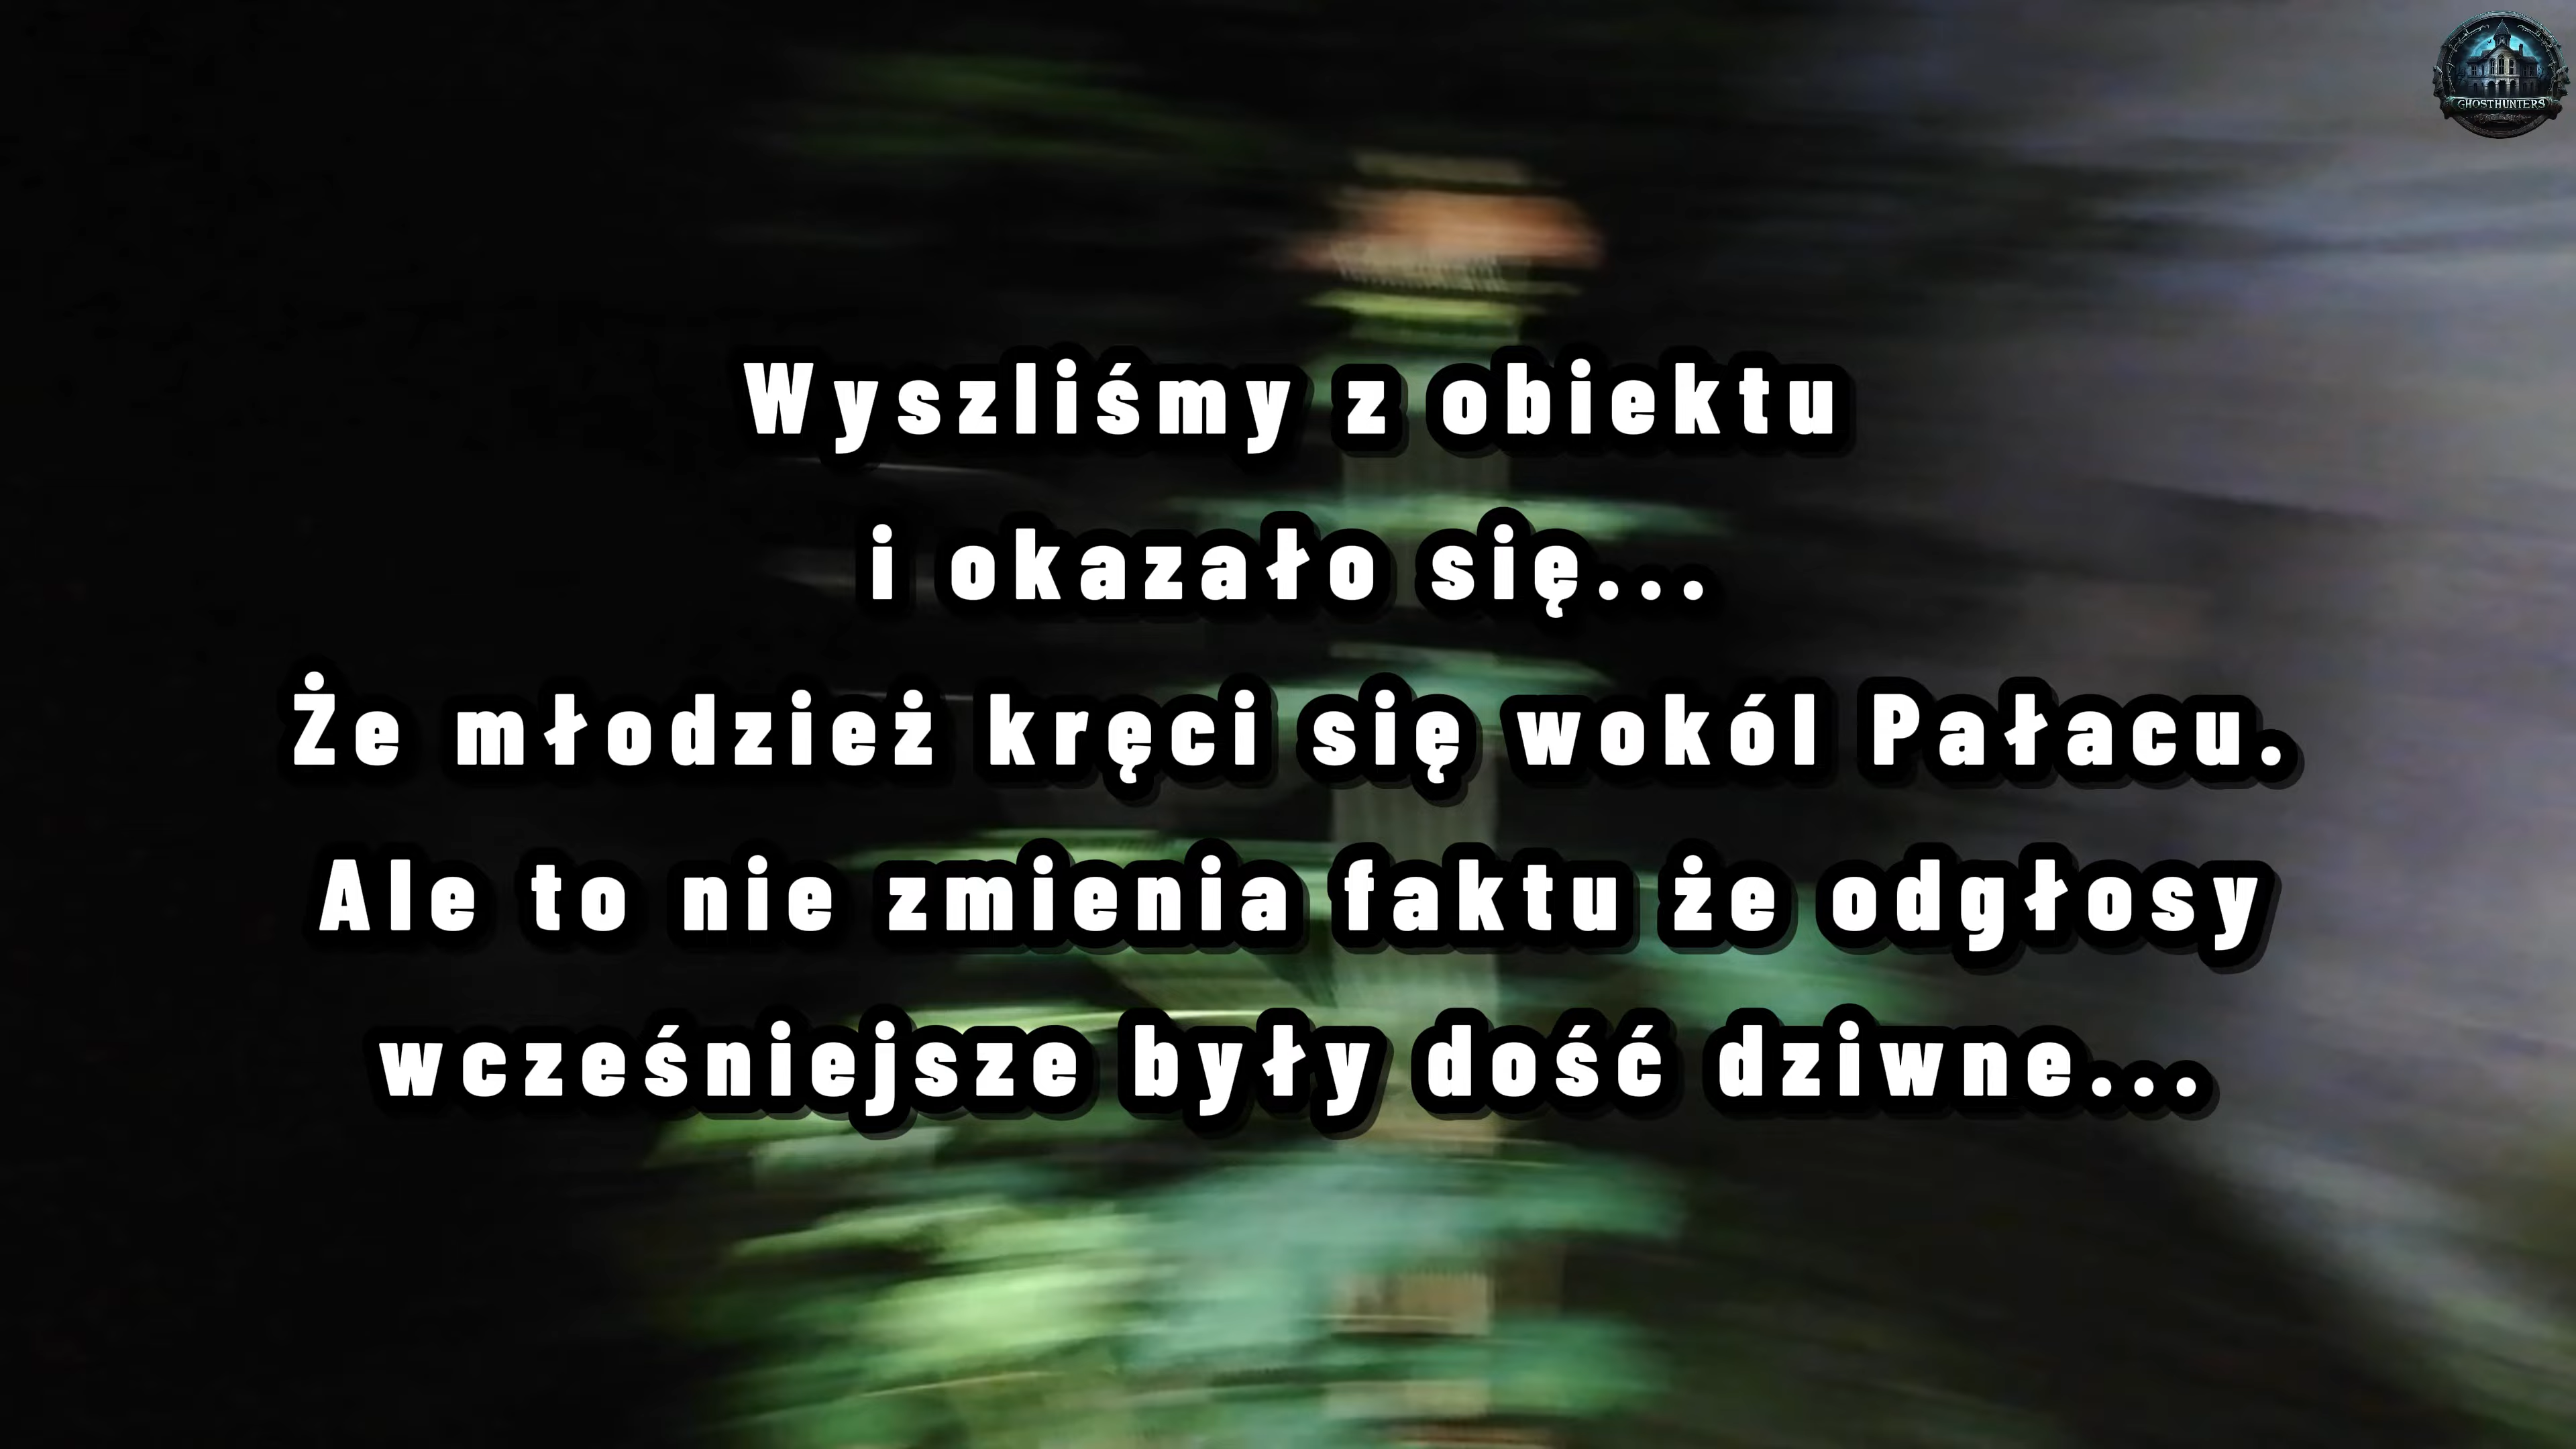 GHOSTHUNTERS
Wyszliśmy z obiektu
i okazało się...
Że młodzież kręci się wokól Pałacu.
Ale to nie zmienia faktu że odgłosy
wcześniejsze były dość dziwne...